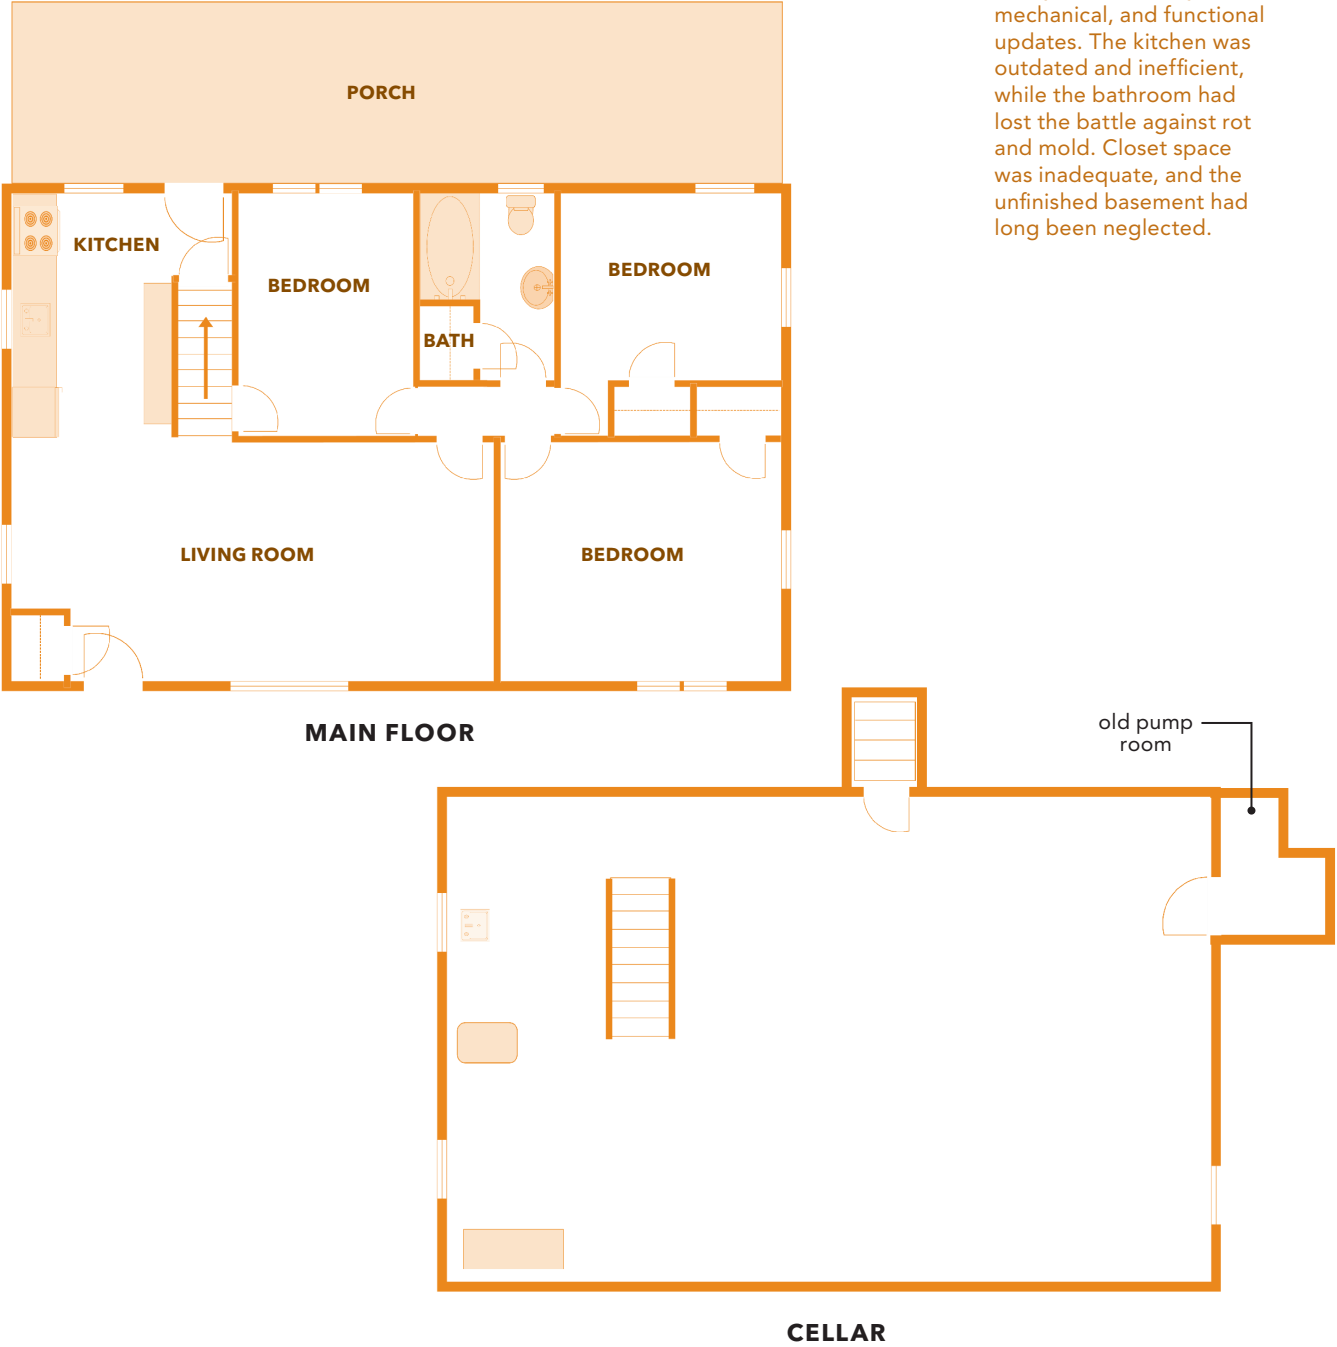 mechanical, and functional
updates. The kitchen was
outdated and inefficient,
while the bathroom had
lost the battle against rot
and mold. Closet space
was inadequate, and the
unfinished basement had
long been neglected.
PORCH
KITCHEN
BEDROOM
BATH
BEDROOM
LIVING ROOM
BEDROOM
MAIN FLOOR
old pump
room
CELLAR